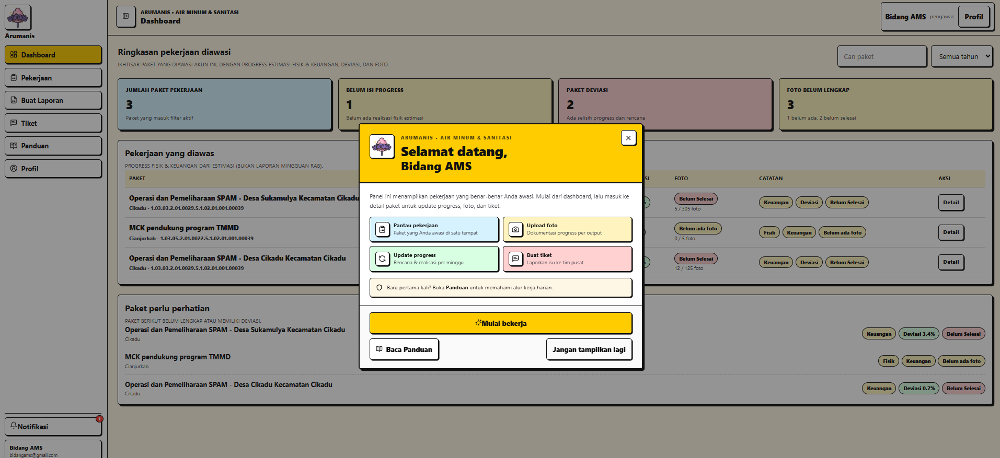 Arumanis
Dashboard
Pekerjaan
Buat Laporan
Tiket
Panduan
Profil
Notifikasi
1
Bidang AMS
bidangams@gmail.com
ARUMANIS • AIR MINUM & SANITASI
Dashboard
Bidang AMS pengawas Profil
Ringkasan pekerjaan diawasi
IKHTISAR PAKET YANG DIAWASI AKUN INI, DENGAN PROGRESS ESTIMASI FISIK & KEUANGAN, DEVIASI, DAN FOTO.
Cari paket
Semua tahun
JUMLAH PAKET PEKERJAAN
3
Paket yang masuk filter aktif
BELUM ISI PROGRESS
1
Belum ada realisasi fisik estimasi
PAKET DEVIASI
2
Ada selisih progress dan rencana
FOTO BELUM LENGKAP
3
1 belum ada, 2 belum selesai
Pekerjaan yang diawas
PROGRESS FISIK & KEUANGAN DARI ESTIMASI (BUKAN LAPORAN MINGGUAN RAB).
PAKET SI FOTO CATATAN AKSI
Operasi dan Pemeliharaan SPAM - Desa Sukamulya Kecamatan Cikadu
Cikadu - 1.03.03.2.01.0029.5.1.02.01.001.00039
Belum Selesai
5 / 305 foto
Keuangan Deviasi Belum Selesai
Detail
MCK pendukung program TMMD
Cianjurkab - 1.03.05.2.01.0022.5.1.02.01.001.00039
Belum ada foto
0 / 5 foto
Fisik Keuangan Belum ada foto
Detail
Operasi dan Pemeliharaan SPAM - Desa Cikadu Kecamatan Cikadu
Cikadu - 1.03.03.2.01.0029.5.1.02.01.001.00039
Belum Selesai
12 / 125 foto
Keuangan Deviasi Belum Selesai
Detail
Paket perlu perhatian
PAKET BERIKUT BELUM LENGKAP ATAU MEMILIKI DEVIASI.
Operasi dan Pemeliharaan SPAM - Desa Sukamulya Kecamatan Cikadu
Cikadu
Keuangan Deviasi 3.4% Belum Selesai
MCK pendukung program TMMD
Cianjurkab
Fisik Keuangan Belum ada foto
Operasi dan Pemeliharaan SPAM - Desa Cikadu Kecamatan Cikadu
Cikadu
Keuangan Deviasi 0.7% Belum Selesai
arumanis
ARUMANIS - AIR MINUM & SANITASI
Selamat datang,
Bidang AMS
Panel ini menampilkan pekerjaan yang benar-benar Anda awasi. Mulai dari dashboard, lalu masuk ke
detail paket untuk update progress, foto, dan tiket.
Pantau pekerjaan
Paket yang Anda awasi di satu tempat
Upload foto
Dokumentasi progress per output
Update progress
Rencana & realisasi per minggu
Buat tiket
Laporkan isu ke tim pusat
Baru pertama kali? Buka Panduan untuk memahami alur kerja harian.
Mulai bekerja
Baca Panduan
Jangan tampilkan lagi